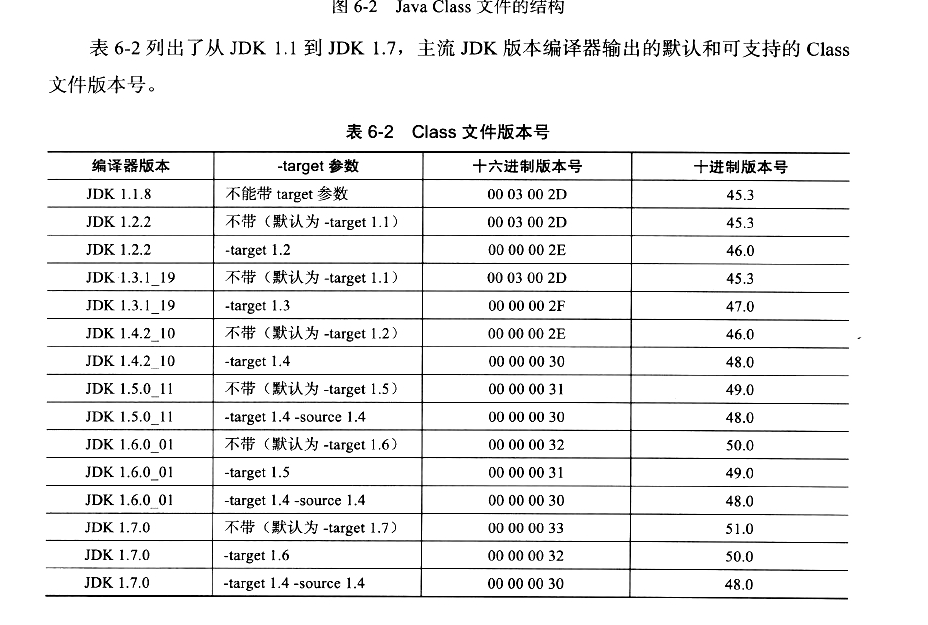 图 6-2 Java Class 文件的结构
表 6-2 列出了从 JDK 1.1 到 JDK 1.7，主流 JDK 版本编译器输出的默认和可支持的 Class
文件版本号。
表 6-2 Class 文件版本号
编译器版本 -target 参数 十六进制版本号 十进制版本号
JDK 1.1.8 不能带 target 参数 00 03 00 2D 45.3
JDK 1.2.2 不带（默认为 -target 1.1） 00 03 00 2D 45.3
JDK 1.2.2 -target 1.2 00 00 00 2E 46.0
JDK 1.3.1_19 不带（默认为 -target 1.1） 00 03 00 2D 45.3
JDK 1.3.1_19 -target 1.3 00 00 00 2F 47.0
JDK 1.4.2_10 不带（默认为 -target 1.2） 00 00 00 2E 46.0
JDK 1.4.2_10 -target 1.4 00 00 00 30 48.0
JDK 1.5.0_11 不带（默认为 -target 1.5） 00 00 00 31 49.0
JDK 1.5.0_11 -target 1.4 -source 1.4 00 00 00 30 48.0
JDK 1.6.0_01 不带（默认为 -target 1.6） 00 00 00 32 50.0
JDK 1.6.0_01 -target 1.5 00 00 00 31 49.0
JDK 1.6.0_01 -target 1.4 -source 1.4 00 00 00 30 48.0
JDK 1.7.0 不带（默认为 -target 1.7） 00 00 00 33 51.0
JDK 1.7.0 -target 1.6 00 00 00 32 50.0
JDK 1.7.0 -target 1.4 -source 1.4 00 00 00 30 48.0